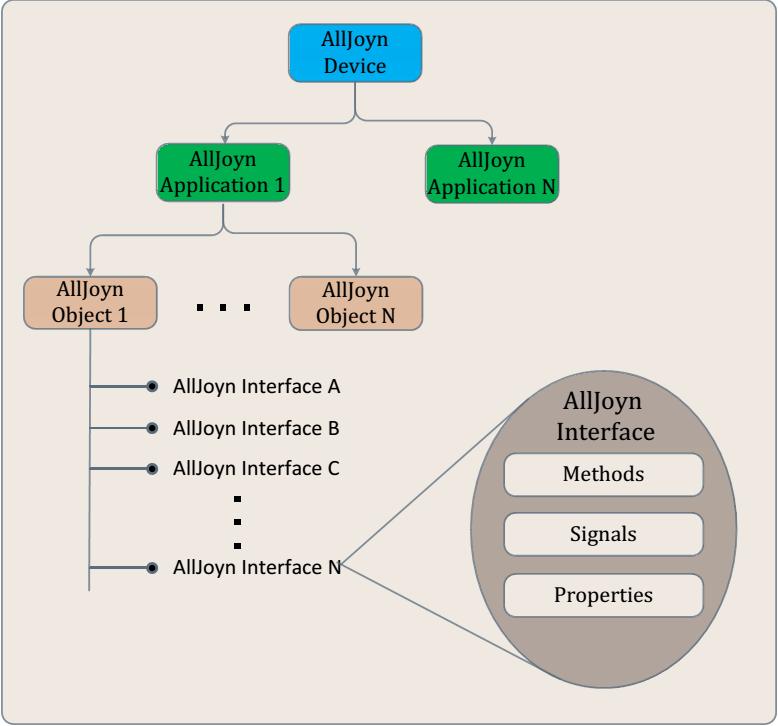 AllJoyn
Device
AllJoyn
Application 1
AllJoyn
Application N
AllJoyn
Object 1
AllJoyn
Object N
AllJoyn Interface A
AllJoyn Interface B
AllJoyn Interface C
AllJoyn Interface N
AllJoyn
Interface
Methods
Signals
Properties